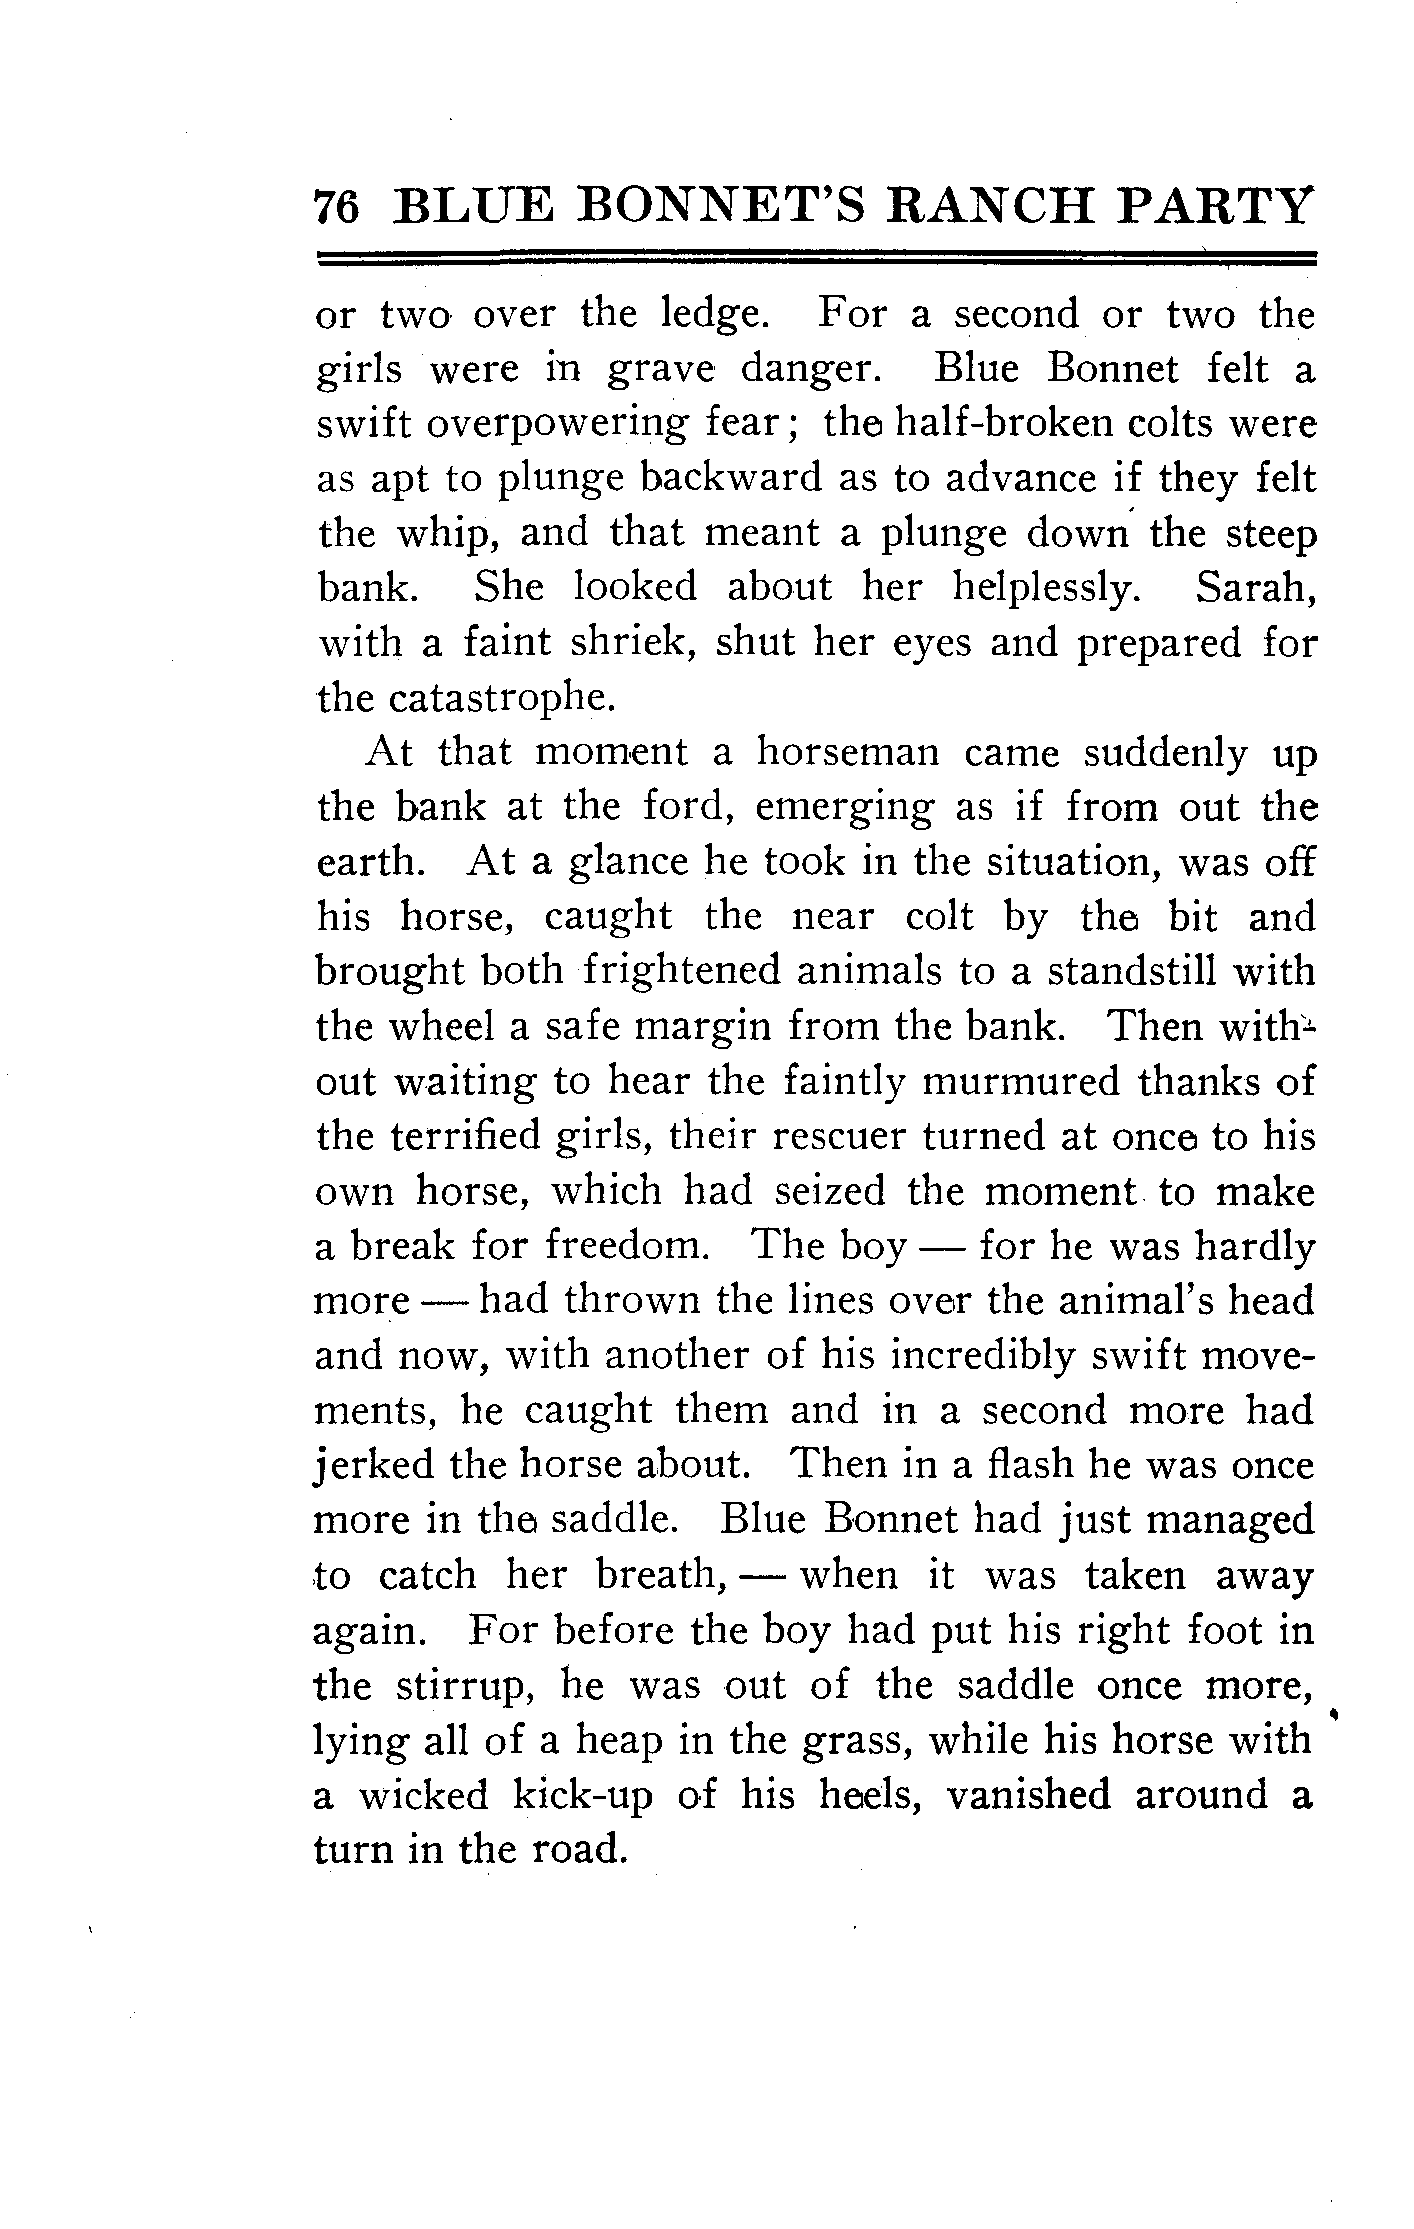 76 BLUE BONNET'S RANCH PARTY
or two over the ledge. For a second or two the
girls were in grave danger. Blue Bonnet felt a
swift overpowering fear; the half-broken colts were
as apt to plunge backward as to advance if they felt
the whip, and that meant a plunge down the steep
bank. She looked about her helplessly. Sarah,
with a faint shriek, shut her eyes and prepared for
the catastrophe.
At that moment a horseman came suddenly up
the bank at the ford, emerging as if from out the
earth. At a glance he took in the situation, was off
his horse, caught the near colt by the bit and
brought both frightened animals to a standstill with
the wheel a safe margin from the bank. Then with-
out waiting to hear the faintly murmured thanks of
the terrified girls, their rescuer turned at once to his
own horse, which had seized the moment to make
a break for freedom. The boy — for he was hardly
more — had thrown the lines over the animal's head
and now, with another of his incredibly swift move-
ments, he caught them and in a second more had
jerked the horse about. Then in a flash he was once
more in the saddle. Blue Bonnet had just managed
to catch her breath, — when it was taken away
again. For before the boy had put his right foot in
the stirrup, he was out of the saddle once more,
lying all of a heap in the grass, while his horse with
a wicked kick-up of his heels, vanished around a
turn in the road.